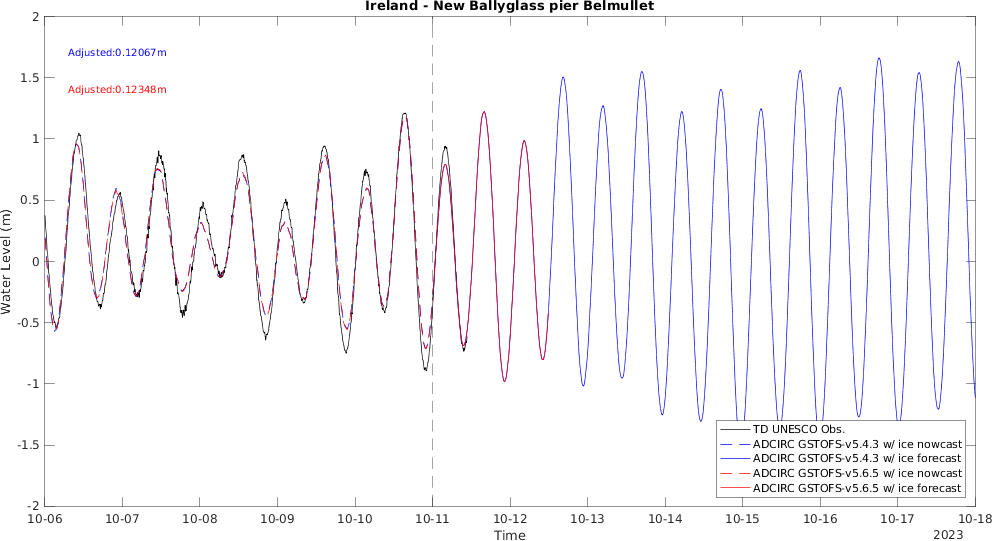 Ireland - New Ballyglass pier Belmullet
Adjusted:0.12067m
Adjusted:0.12348m
Water Level (m)
2
1.5
1
0.5
0
-0.5
-1
-1.5
-2
TD UNESCO Obs.
ADCIRC GSTOFS-v5.4.3 w/ ice nowcast
ADCIRC GSTOFS-v5.4.3 w/ ice forecast
ADCIRC GSTOFS-v5.6.5 w/ ice nowcast
ADCIRC GSTOFS-v5.6.5 w/ ice forecast
10-06 10-07 10-08 10-09 10-10 10-11 10-12 10-13 10-14 10-15 10-16 10-17 10-18
Time
2023